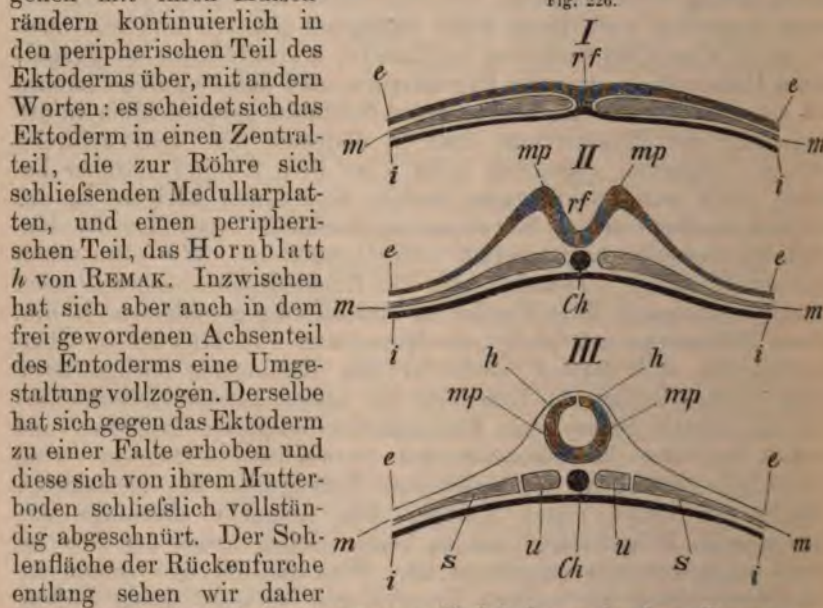 rändern kontinuierlich in
den peripherischen Teil des
Ektoderms über, mit andern
Worten: es scheidet sich das
Ektoderm in einen Zentral-
teil, die zur Röhre sich
schließenden Medullarplat-
ten, und einen peripheri-
schen Teil, das Hornblatt
h von REMAK. Inzwischen
hat sich aber auch in dem
frei gewordenen Achsenteil
des Entoderms eine Umge-
staltung vollzogen. Derselbe
hat sich gegen das Ektoderm
zu einer Falte erhoben und
diese sich von ihrem Mutter-
boden schließlich vollstän-
dig abgeschnürt. Der Soh-
lenfläche der Rückenfurche
entlang sehen wir daher
Fig. 226.
I
rf
e e
m m
i i
mp II mp
rf
e e
m m
Ch
i i
h III h
mp mp
e e
m m
s u Ch u s
i i